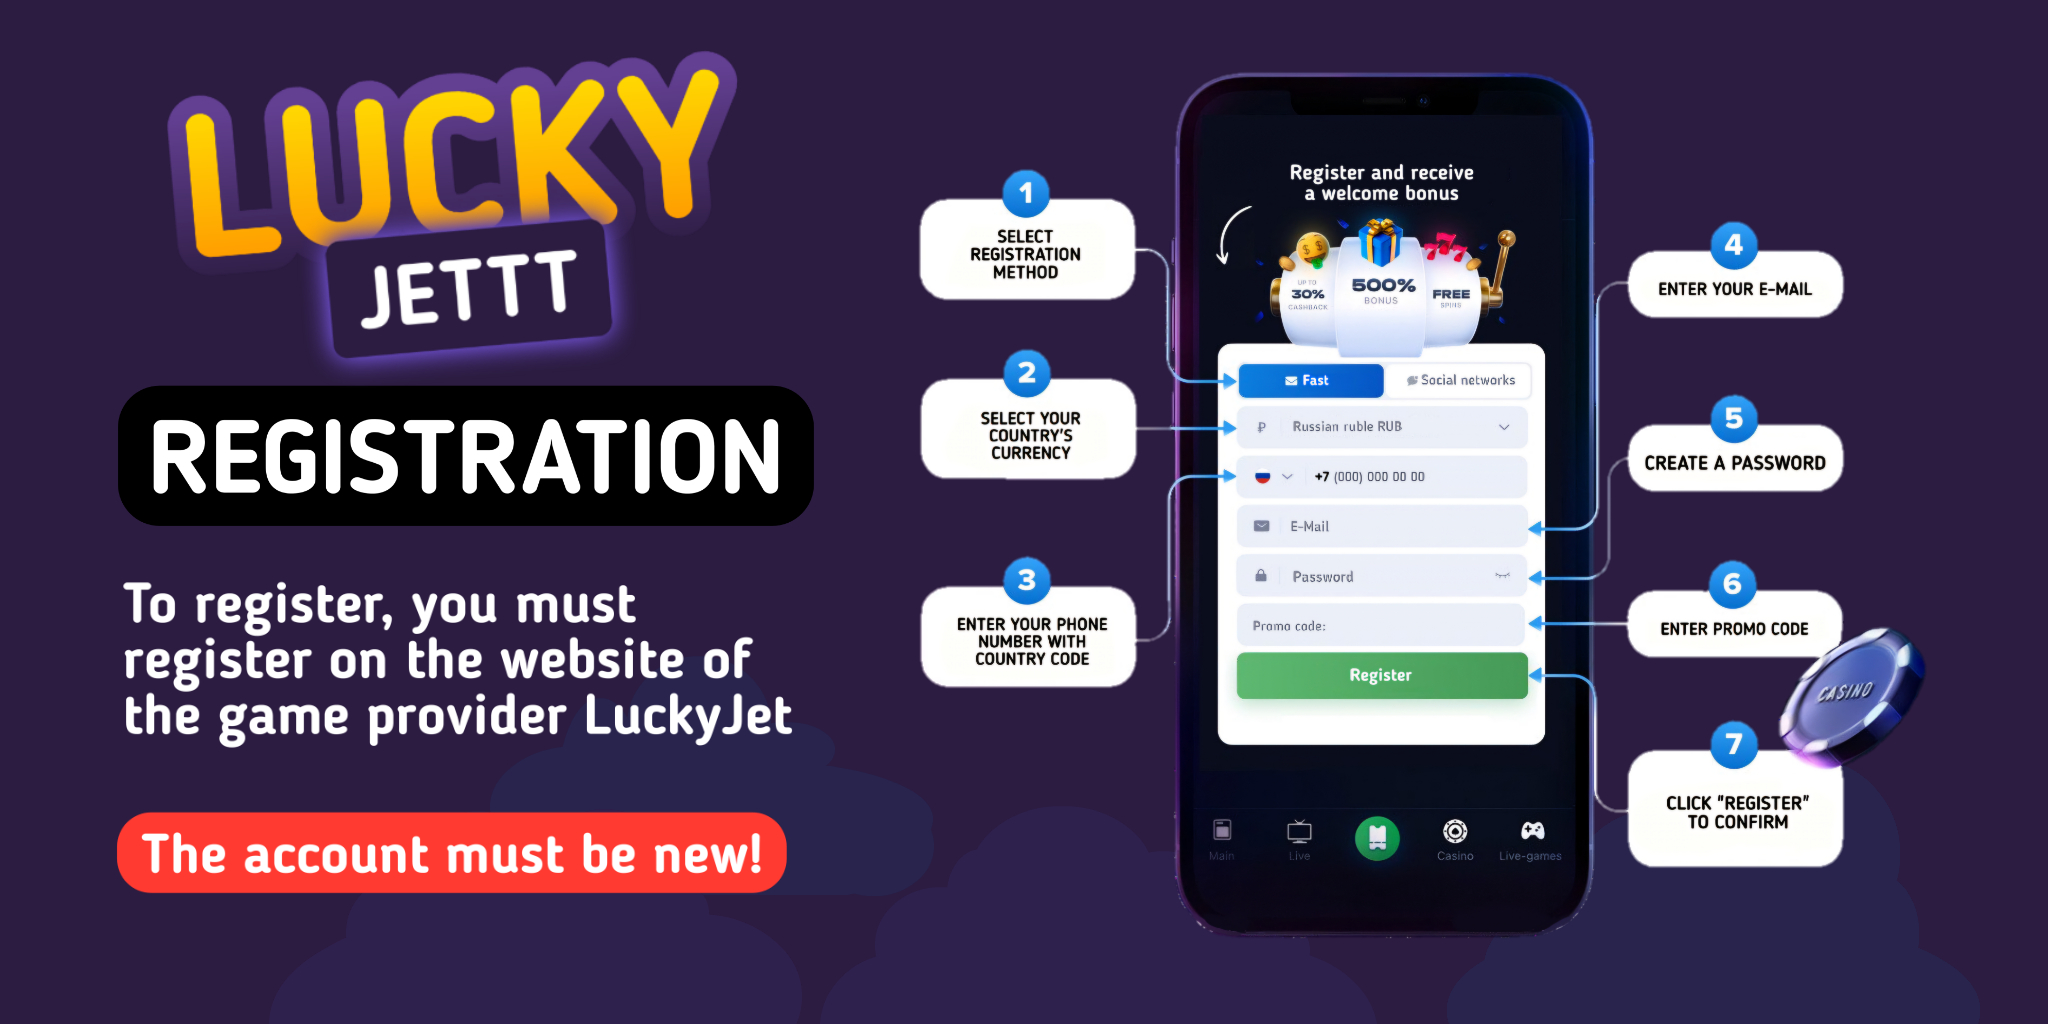 LUCKY
JETTT
REGISTRATION
To register, you must
register on the website of
the game provider LuckyJet
The account must be new!
1
SELECT
REGISTRATION
METHOD
2
SELECT YOUR
COUNTRY'S
CURRENCY
3
ENTER YOUR PHONE
NUMBER WITH
COUNTRY CODE
Register and receive
a welcome bonus
UP TO
30%
CASHBACK
500%
BONUS
777
FREE
SPINS
Fast
Social networks
₽ Russian ruble RUB
+7 (000) 000 00 00
E-Mail
Password
Promo code:
Register
Main
Live
Casino
Live-games
4
ENTER YOUR E-MAIL
5
CREATE A PASSWORD
6
ENTER PROMO CODE
CASINO
7
CLICK "REGISTER"
TO CONFIRM